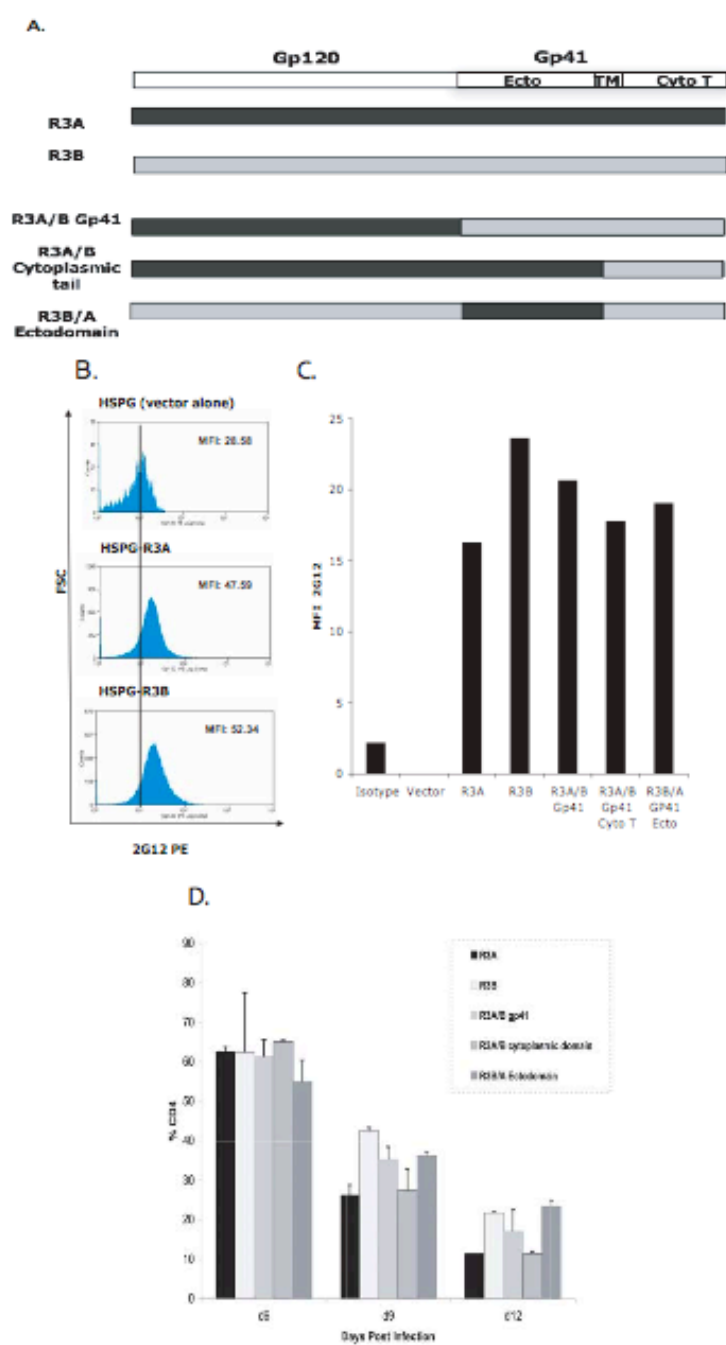 A.
Gp120 Gp41
Ecto TM Cyto T
R3A
R3B
R3A/B Gp41
R3A/B
Cytoplasmic
tail
R3B/A
Ectodomain
B.
HSPG (vector alone)
MFI: 28.58
HSPG-R3A
MFI: 47.59
HSPG-R3B
MFI: 52.34
FSC
2G12 PE
C.
MFI 2G12
25
20
15
10
5
0
Isotype Vector R3A R3B R3A/B R3A/B R3B/A
Gp41 Gp41 GP41
Cyto T Ecto
D.
% CD4
90
80
70
60
50
40
30
20
10
0
R3A
R3B
R3A/B gp41
R3A/B cytoplasmic domain
R3B/A Ectodomain
d9 d12
Days Post Infection